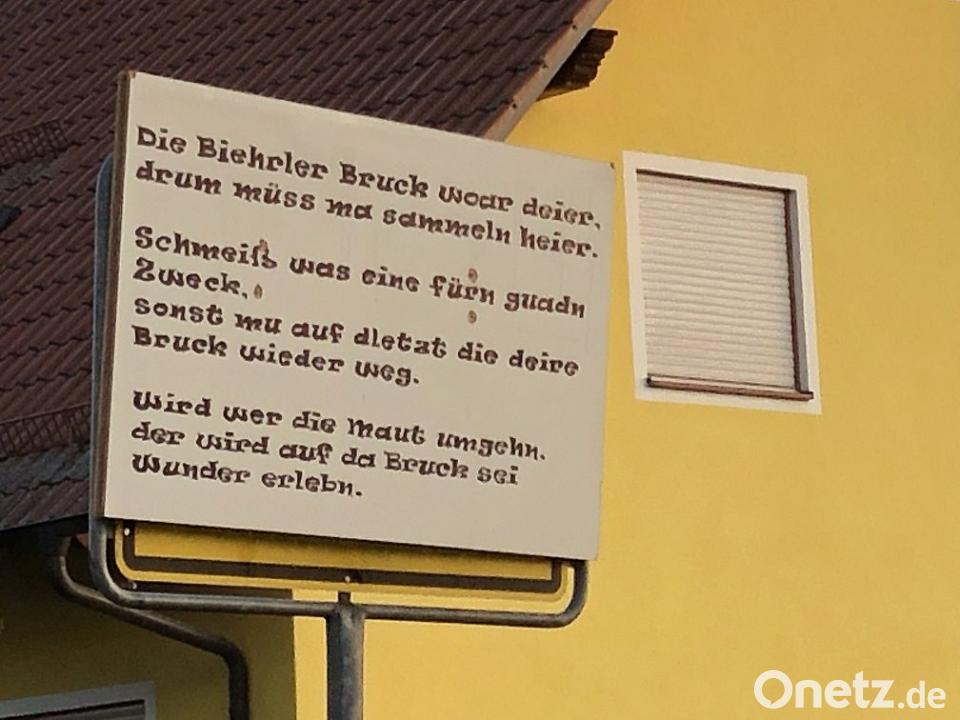 Die Biehrler Bruck woar deier,
drum müss ma sammeln heier.
Schmeiß was eine fürn guadn
Zweck,
sonst mu auf dletzt die deire
Bruck wieder weg.
Wird wer die Maut umgehn.
der wird auf da Bruck sei
Wunder erlebn.
Onetz.de